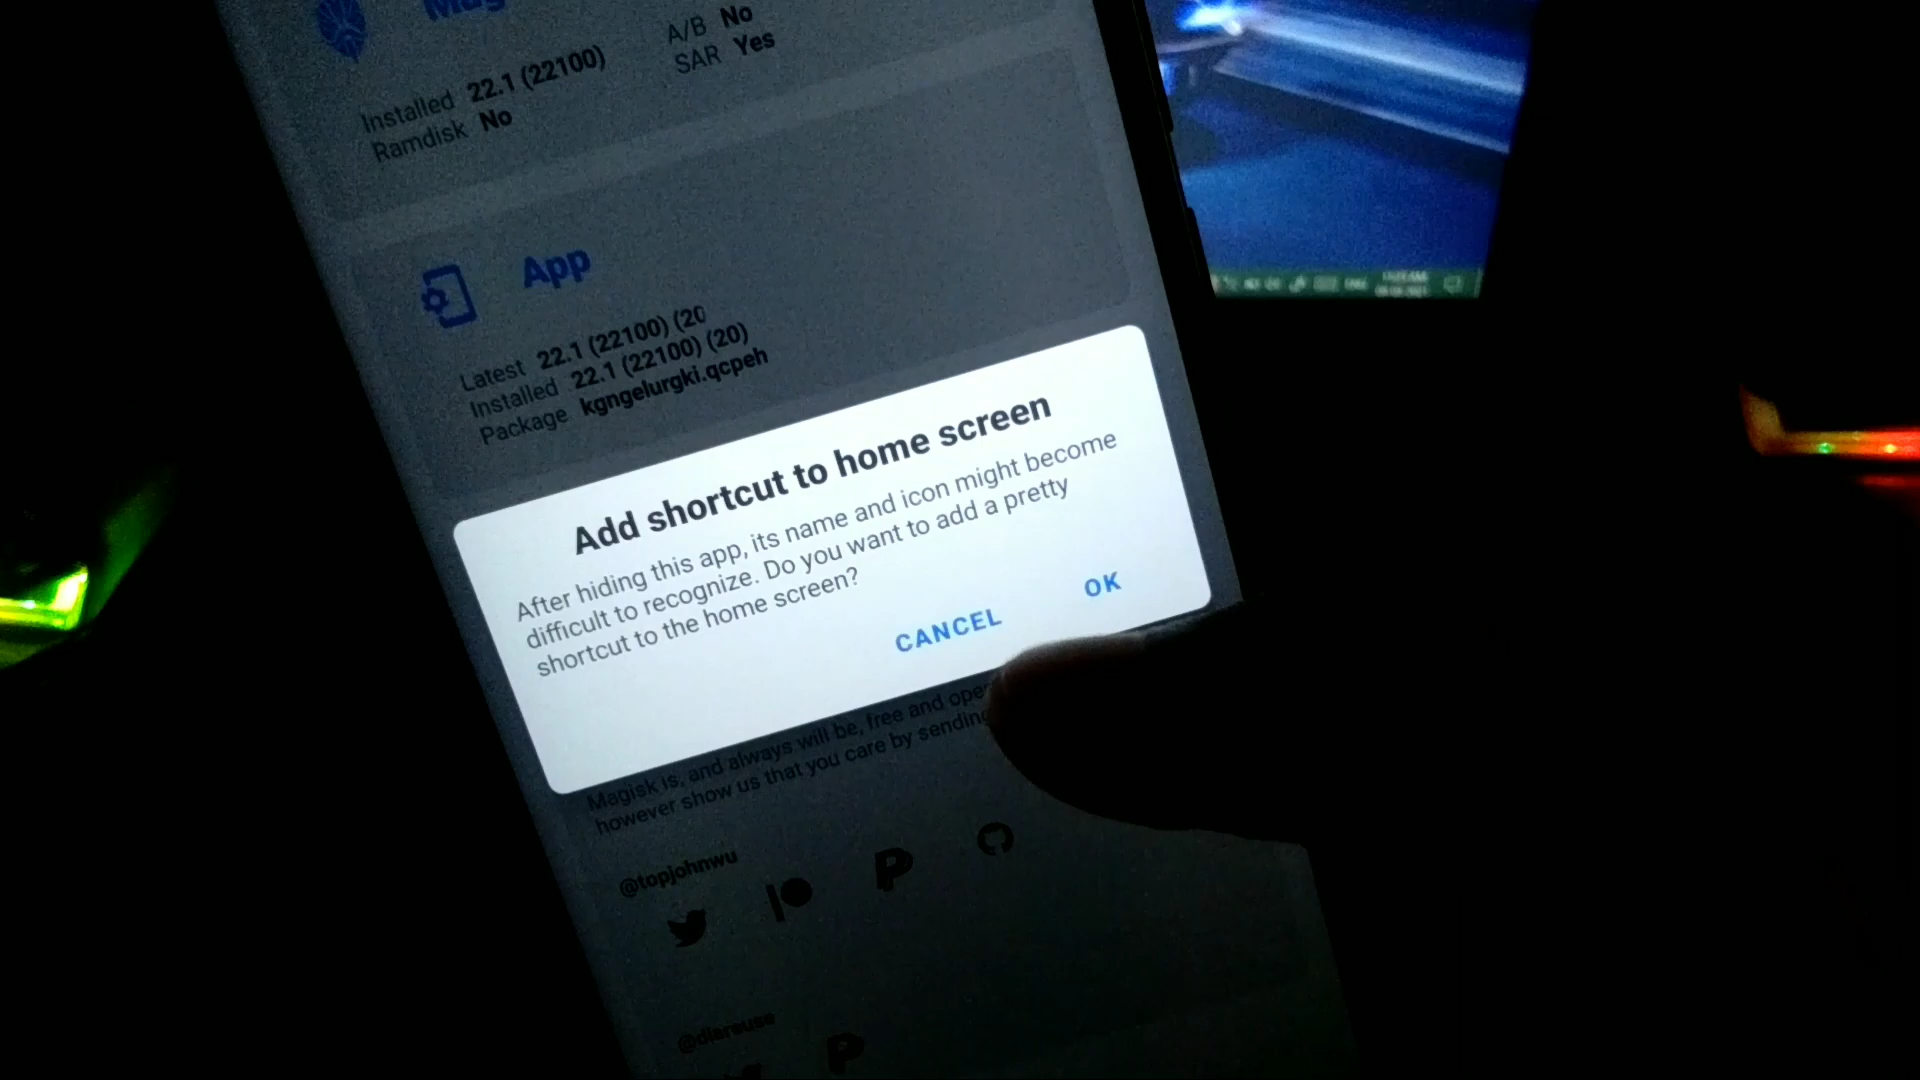 A/B No
SAR Yes
Installed 22.1 (22100)
Ramdisk No
App
Latest 22.1 (22100) (20
Installed 22.1 (22100) (20)
Package kgngelurgki.qcpeh
Add shortcut to home screen
After hiding this app, its name and icon might become
difficult to recognize. Do you want to add a pretty
shortcut to the home screen?
CANCEL OK
Magisk is, and always will be, free and open
however show us that you care by sending
@topjohnwu
@diareuse